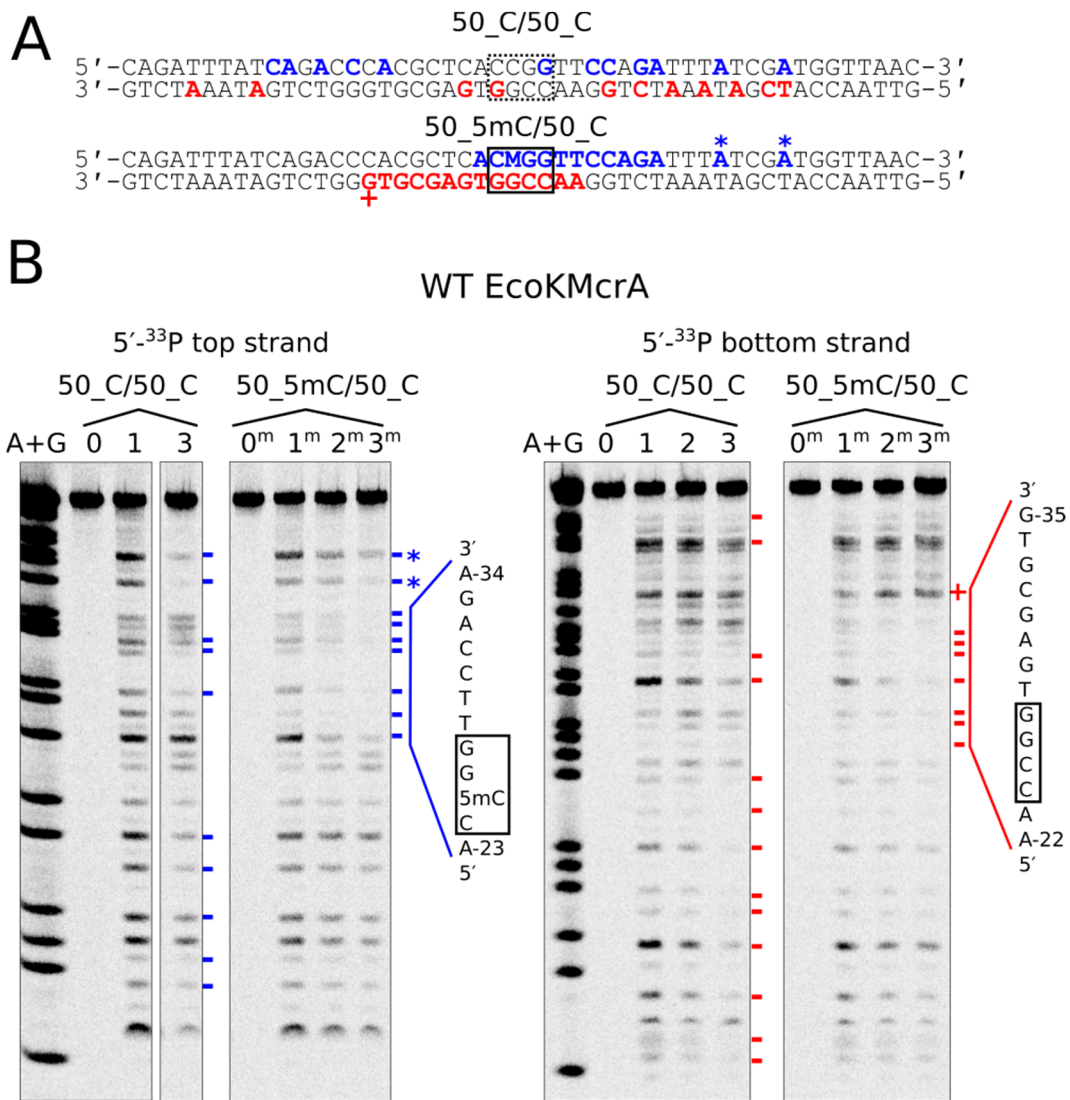 A
50_C/50_C
5′-CAGATTTATCAGACCCACGCTCACCGGTTCCAGATTTATCGATGGTTAAC-3′
3′-GTCTAAATAGTCTGGGTGCGAGTGGCCAAGGTCTAAATAGCTACCAATTG-5′
50_5mC/50_C
* *
5′-CAGATTTATCAGACCCACGCTCACMGGTTCCAGATTTATCGATGGTTAAC-3′
3′-GTCTAAATAGTCTGGGTGCGAGTGGCCAAGGTCTAAATAGCTACCAATTG-5′
+
B
WT EcoKMcrA
5′-³³P top strand
50_C/50_C 50_5mC/50_C
A+G 0 1 3 0ᵐ 1ᵐ 2ᵐ 3ᵐ
*
*
3′
A-34
G
A
C
C
T
T
G
G
5mC
C
A-23
5′
5′-³³P bottom strand
50_C/50_C 50_5mC/50_C
A+G 0 1 2 3 0ᵐ 1ᵐ 2ᵐ 3ᵐ
+
3′
G-35
T
G
C
G
A
G
T
G
G
C
C
A
A-22
5′